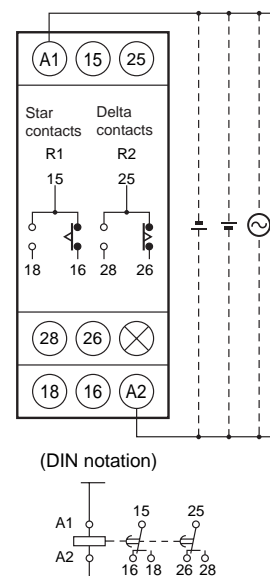 A1 15 25
Star Delta
contacts contacts
R1 R2
15 25
18 16 28 26
28 26
18 16 A2
(DIN notation)
A1 15 25
A2
16 18 26 28